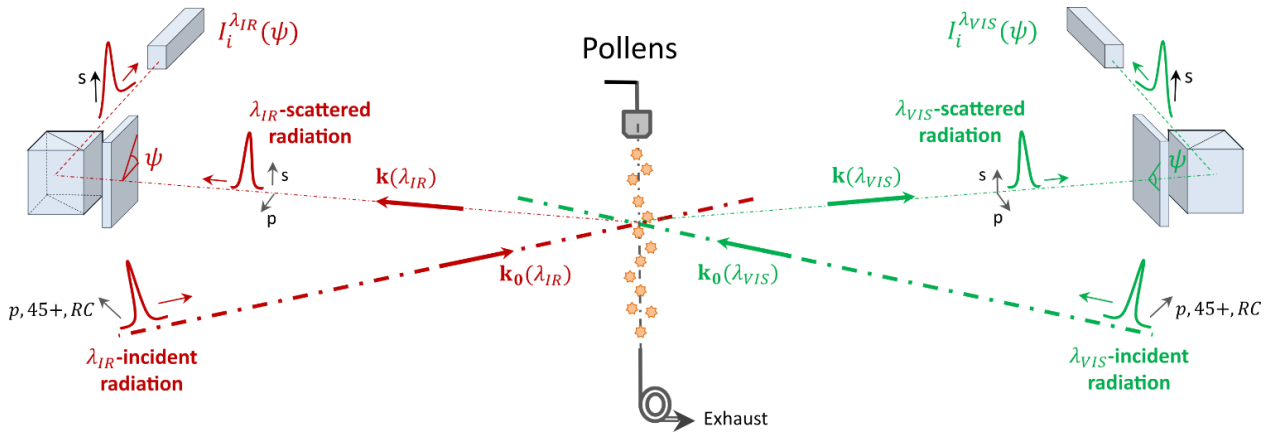 I_i^{λ_IR}(ψ)
s
ψ
λ_IR-scattered
radiation
s
p
k(λ_IR)
Pollens
λ_VIS-scattered
radiation
k(λ_VIS)
s
p
I_i^{λ_VIS}(ψ)
s
ψ
k_0(λ_IR)
k_0(λ_VIS)
p, 45+, RC
λ_IR-incident
radiation
p, 45+, RC
λ_VIS-incident
radiation
Exhaust